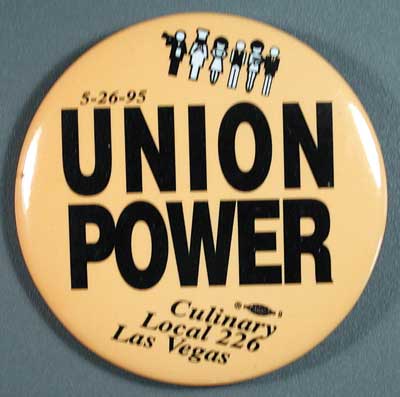 5-26-95
UNION
POWER
Culinary
Local 226
Las Vegas